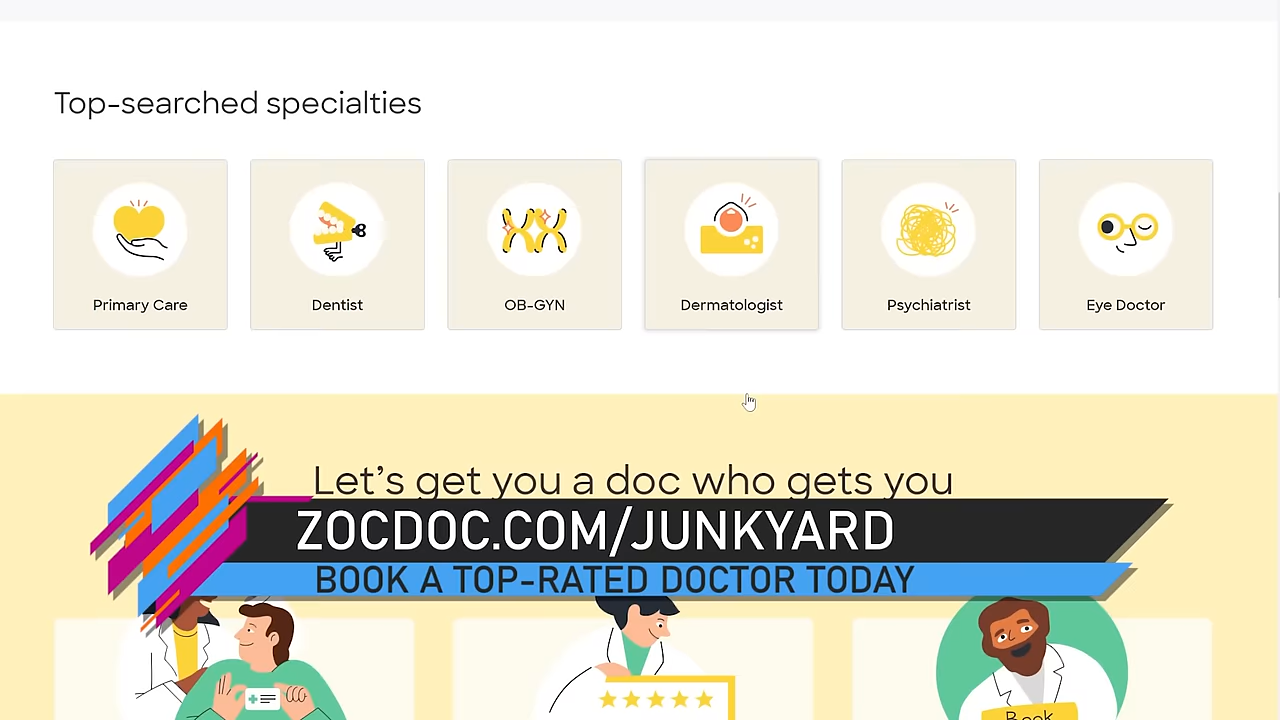 Top-searched specialties
Primary Care
Dentist
OB-GYN
Dermatologist
Psychiatrist
Eye Doctor
Let's get you a doc who gets you
ZOCDOC.COM/JUNKYARD
BOOK A TOP-RATED DOCTOR TODAY
Book